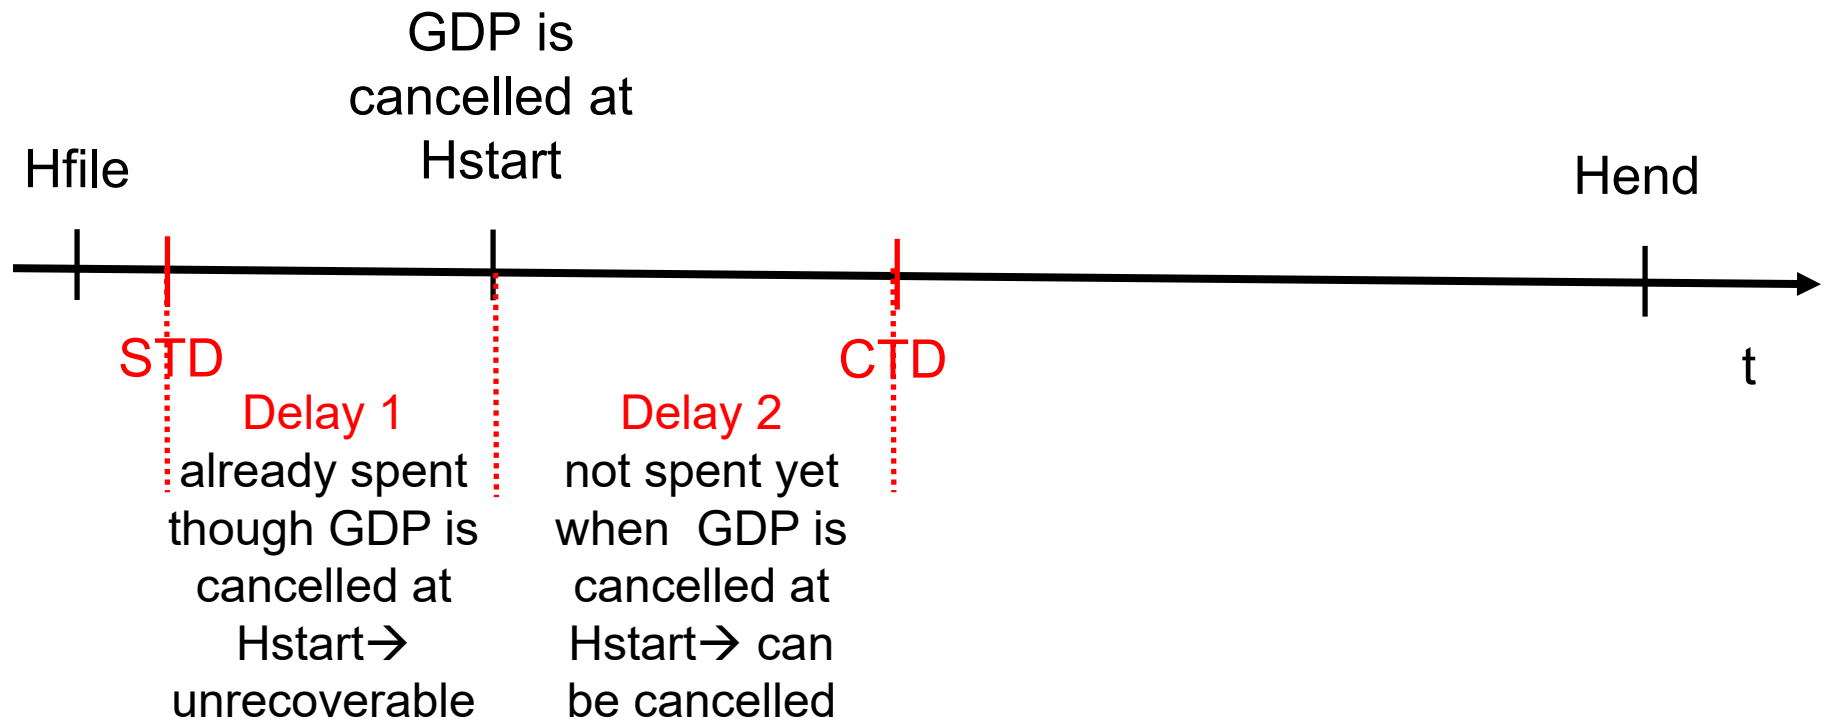 GDP is
cancelled at
Hstart
Hfile
Hend
STD
CTD
t
Delay 1
already spent
though GDP is
cancelled at
Hstart→
unrecoverable
Delay 2
not spent yet
when  GDP is
cancelled at
Hstart→ can
be cancelled